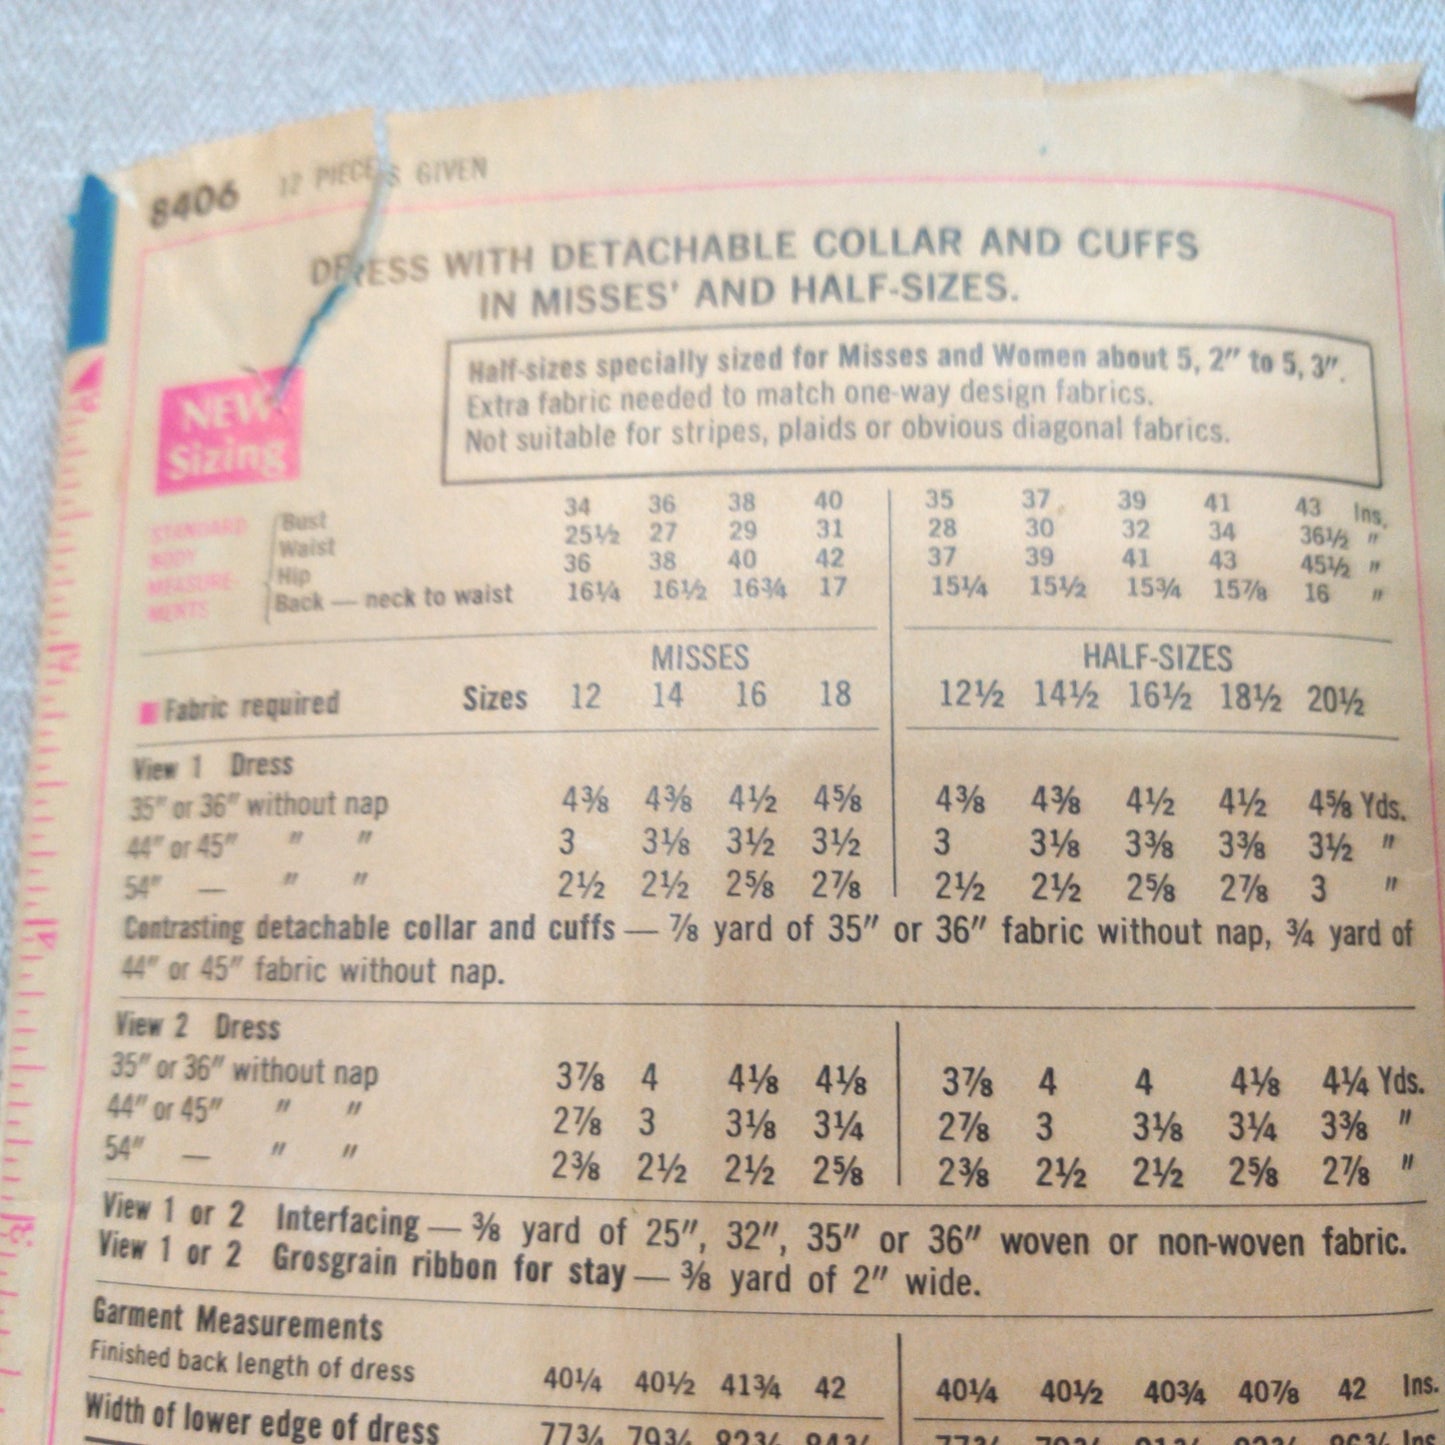 8406 12 PIECES GIVEN
DRESS WITH DETACHABLE COLLAR AND CUFFS
IN MISSES' AND HALF-SIZES.
Half-sizes specially sized for Misses and Women about 5, 2″ to 5, 3″.
Extra fabric needed to match one-way design fabrics.
Not suitable for stripes, plaids or obvious diagonal fabrics.
NEW
Sizing
STANDARD
BODY
MEASURE-
MENTS
Bust 34 36 38 40 35 37 39 41 43 Ins.
Waist 25½ 27 29 31 28 30 32 34 36½ ″
Hip 36 38 40 42 37 39 41 43 45½ ″
Back — neck to waist 16¼ 16½ 16¾ 17 15¼ 15½ 15¾ 15⅞ 16 ″
MISSES HALF-SIZES
Fabric required Sizes 12 14 16 18 12½ 14½ 16½ 18½ 20½
View 1 Dress
35″ or 36″ without nap 4⅜ 4⅜ 4½ 4⅝ 4⅜ 4⅜ 4½ 4½ 4⅝ Yds.
44″ or 45″ ″ ″ 3 3⅛ 3½ 3½ 3 3⅛ 3⅜ 3⅜ 3½ ″
54″ — ″ ″ 2½ 2½ 2⅝ 2⅞ 2½ 2½ 2⅝ 2⅞ 3 ″
Contrasting detachable collar and cuffs — ⅞ yard of 35″ or 36″ fabric without nap, ¾ yard of
44″ or 45″ fabric without nap.
View 2 Dress
35″ or 36″ without nap 3⅞ 4 4⅛ 4⅛ 3⅞ 4 4 4⅛ 4¼ Yds.
44″ or 45″ ″ ″ 2⅞ 3 3⅛ 3¼ 2⅞ 3 3⅛ 3¼ 3⅜ ″
54″ — ″ ″ 2⅜ 2½ 2½ 2⅝ 2⅜ 2½ 2½ 2⅝ 2⅞ ″
View 1 or 2 Interfacing — ⅜ yard of 25″, 32″, 35″ or 36″ woven or non-woven fabric.
View 1 or 2 Grosgrain ribbon for stay — ⅜ yard of 2″ wide.
Garment Measurements
Finished back length of dress 40¼ 40½ 41¾ 42 40¼ 40½ 40¾ 40⅞ 42 Ins.
Width of lower edge of dress 77¾ 79¾ 77¾ 79¾ Ins.